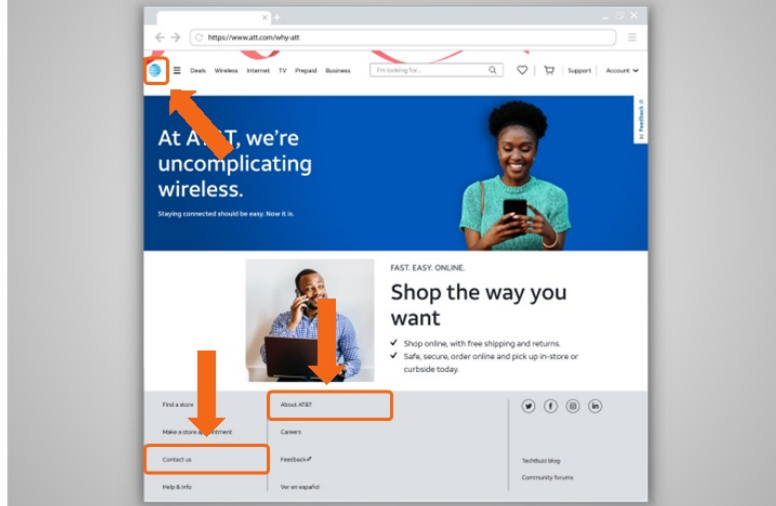 https://www.att.com/why-att
Deals Wireless Internet TV Prepaid Business I'm looking for... Support Account
Feedback
At AT&T, we're
uncomplicating
wireless.
Staying connected should be easy. Now it is.
FAST. EASY. ONLINE.
Shop the way you
want
✓ Shop online, with free shipping and returns.
✓ Safe, secure, order online and pick up in-store or
curbside today.
Find a store
Make a store appointment
Contact us
Help & info
About AT&T
Careers
Feedback
Ver en español
TechBuzz blog
Community forums